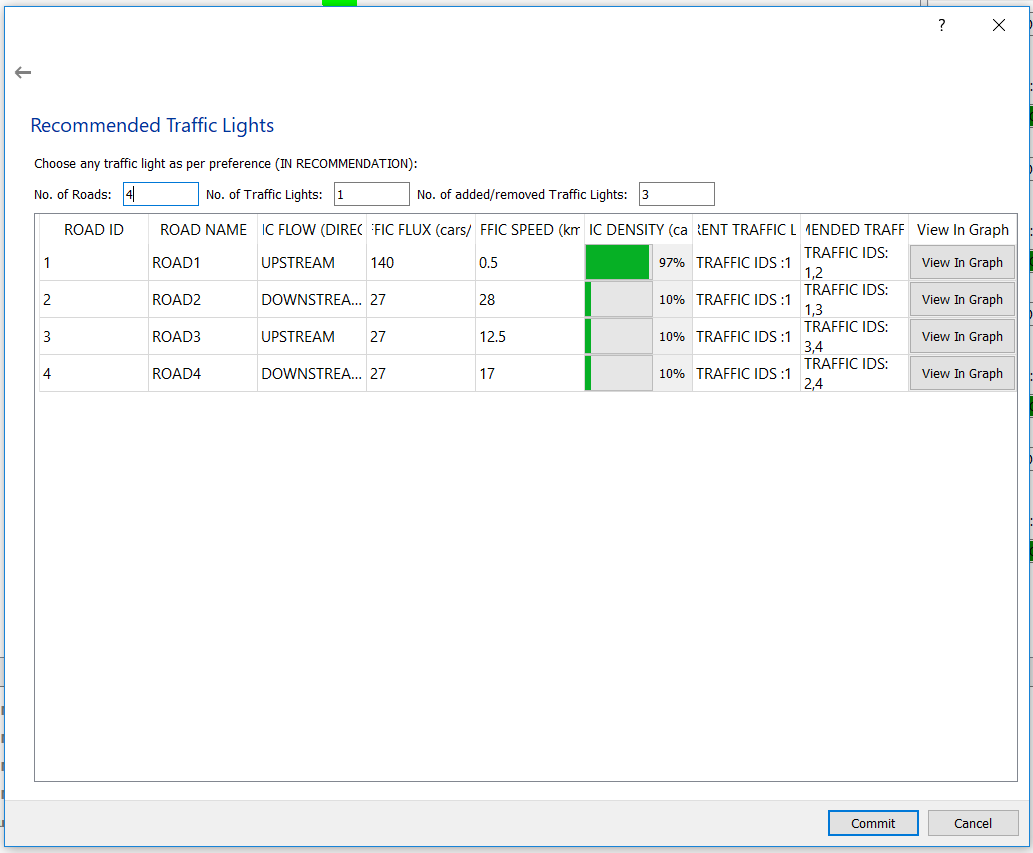 ?
Recommended Traffic Lights
Choose any traffic light as per preference (IN RECOMMENDATION):
No. of Roads: 4 No. of Traffic Lights: 1 No. of added/removed Traffic Lights: 3
ROAD ID ROAD NAME IC FLOW (DIREC FFIC FLUX (cars/ FFIC SPEED (km IC DENSITY (ca RENT TRAFFIC L MENDED TRAFF View In Graph
1 ROAD1 UPSTREAM 140 0.5 97% TRAFFIC IDS :1 TRAFFIC IDS: 1,2 View In Graph
2 ROAD2 DOWNSTREA... 27 28 10% TRAFFIC IDS :1 TRAFFIC IDS: 1,3 View In Graph
3 ROAD3 UPSTREAM 27 12.5 10% TRAFFIC IDS :1 TRAFFIC IDS: 3,4 View In Graph
4 ROAD4 DOWNSTREA... 27 17 10% TRAFFIC IDS :1 TRAFFIC IDS: 2,4 View In Graph
Commit Cancel